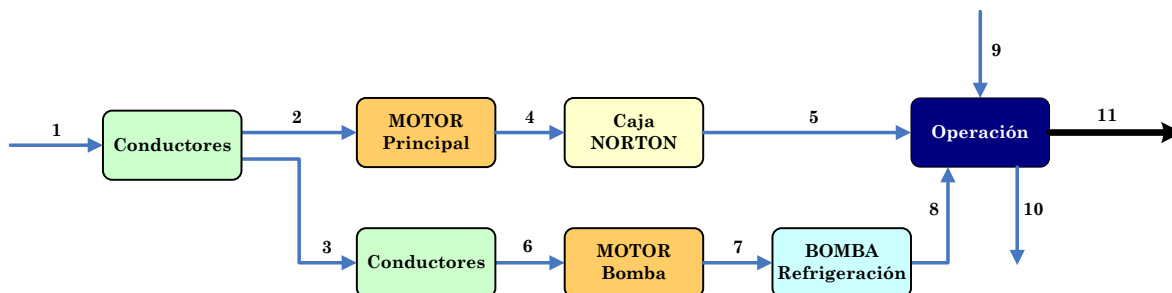 9
1
Conductores
2
MOTOR
Principal
4
Caja
NORTON
5
Operación
11
3
Conductores
6
MOTOR
Bomba
7
BOMBA
Refrigeración
8
10